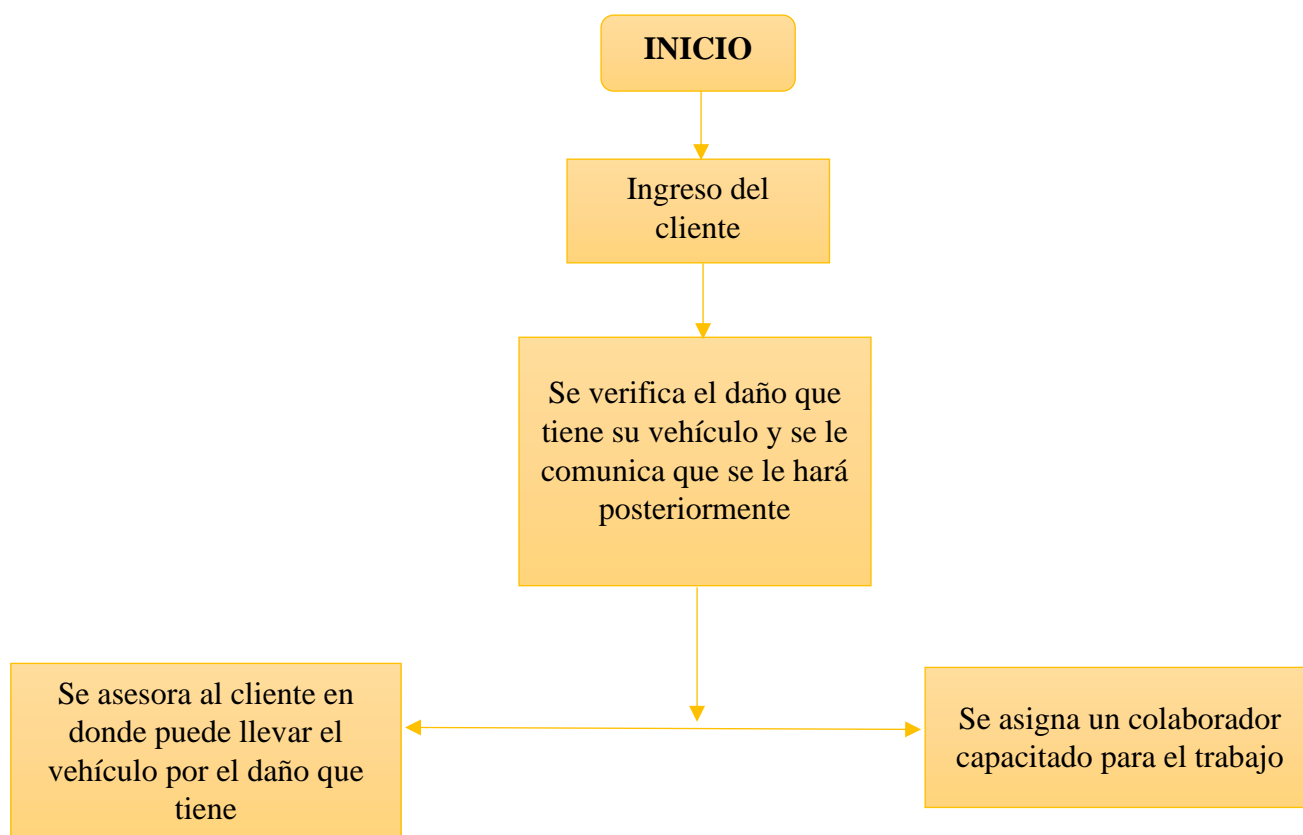 INICIO
Ingreso del
cliente
Se verifica el daño que
tiene su vehículo y se le
comunica que se le hará
posteriormente
Se asesora al cliente en
donde puede llevar el
vehículo por el daño que
tiene
Se asigna un colaborador
capacitado para el trabajo